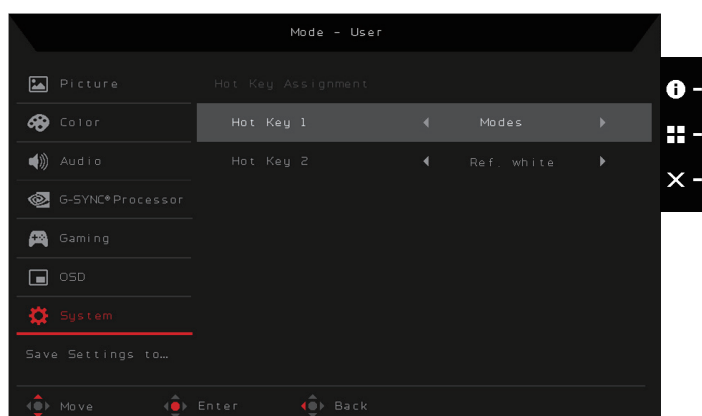 Mode - User
Picture
Hot Key Assignment
Color
Hot Key 1
Modes
Audio
Hot Key 2
Ref. white
G-SYNC® Processor
Gaming
OSD
System
Save Settings to…
Move
Enter
Back